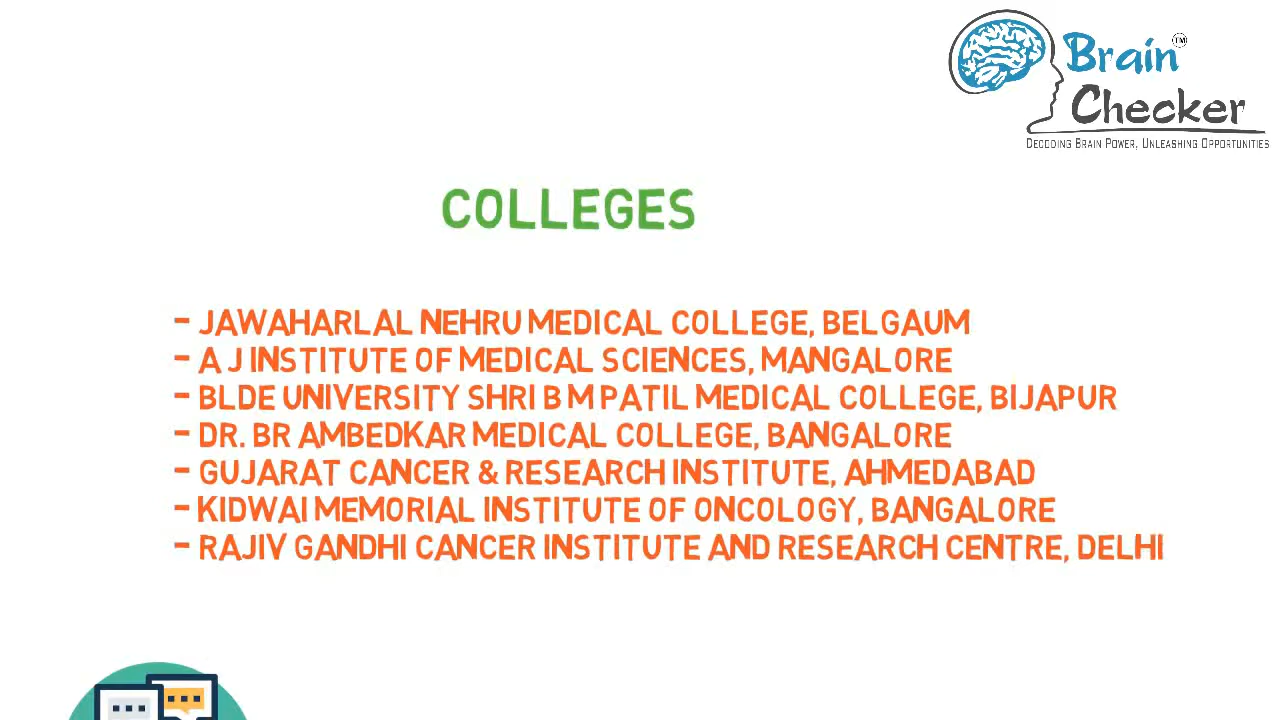 Brain TM
Checker
DECODING BRAIN POWER, UNLEASHING OPPORTUNITIES
COLLEGES
- JAWAHARLAL NEHRU MEDICAL COLLEGE, BELGAUM
- A J INSTITUTE OF MEDICAL SCIENCES, MANGALORE
- BLDE UNIVERSITY SHRI B M PATIL MEDICAL COLLEGE, BIJAPUR
- DR. BR AMBEDKAR MEDICAL COLLEGE, BANGALORE
- GUJARAT CANCER & RESEARCH INSTITUTE, AHMEDABAD
- KIDWAI MEMORIAL INSTITUTE OF ONCOLOGY, BANGALORE
- RAJIV GANDHI CANCER INSTITUTE AND RESEARCH CENTRE, DELHI